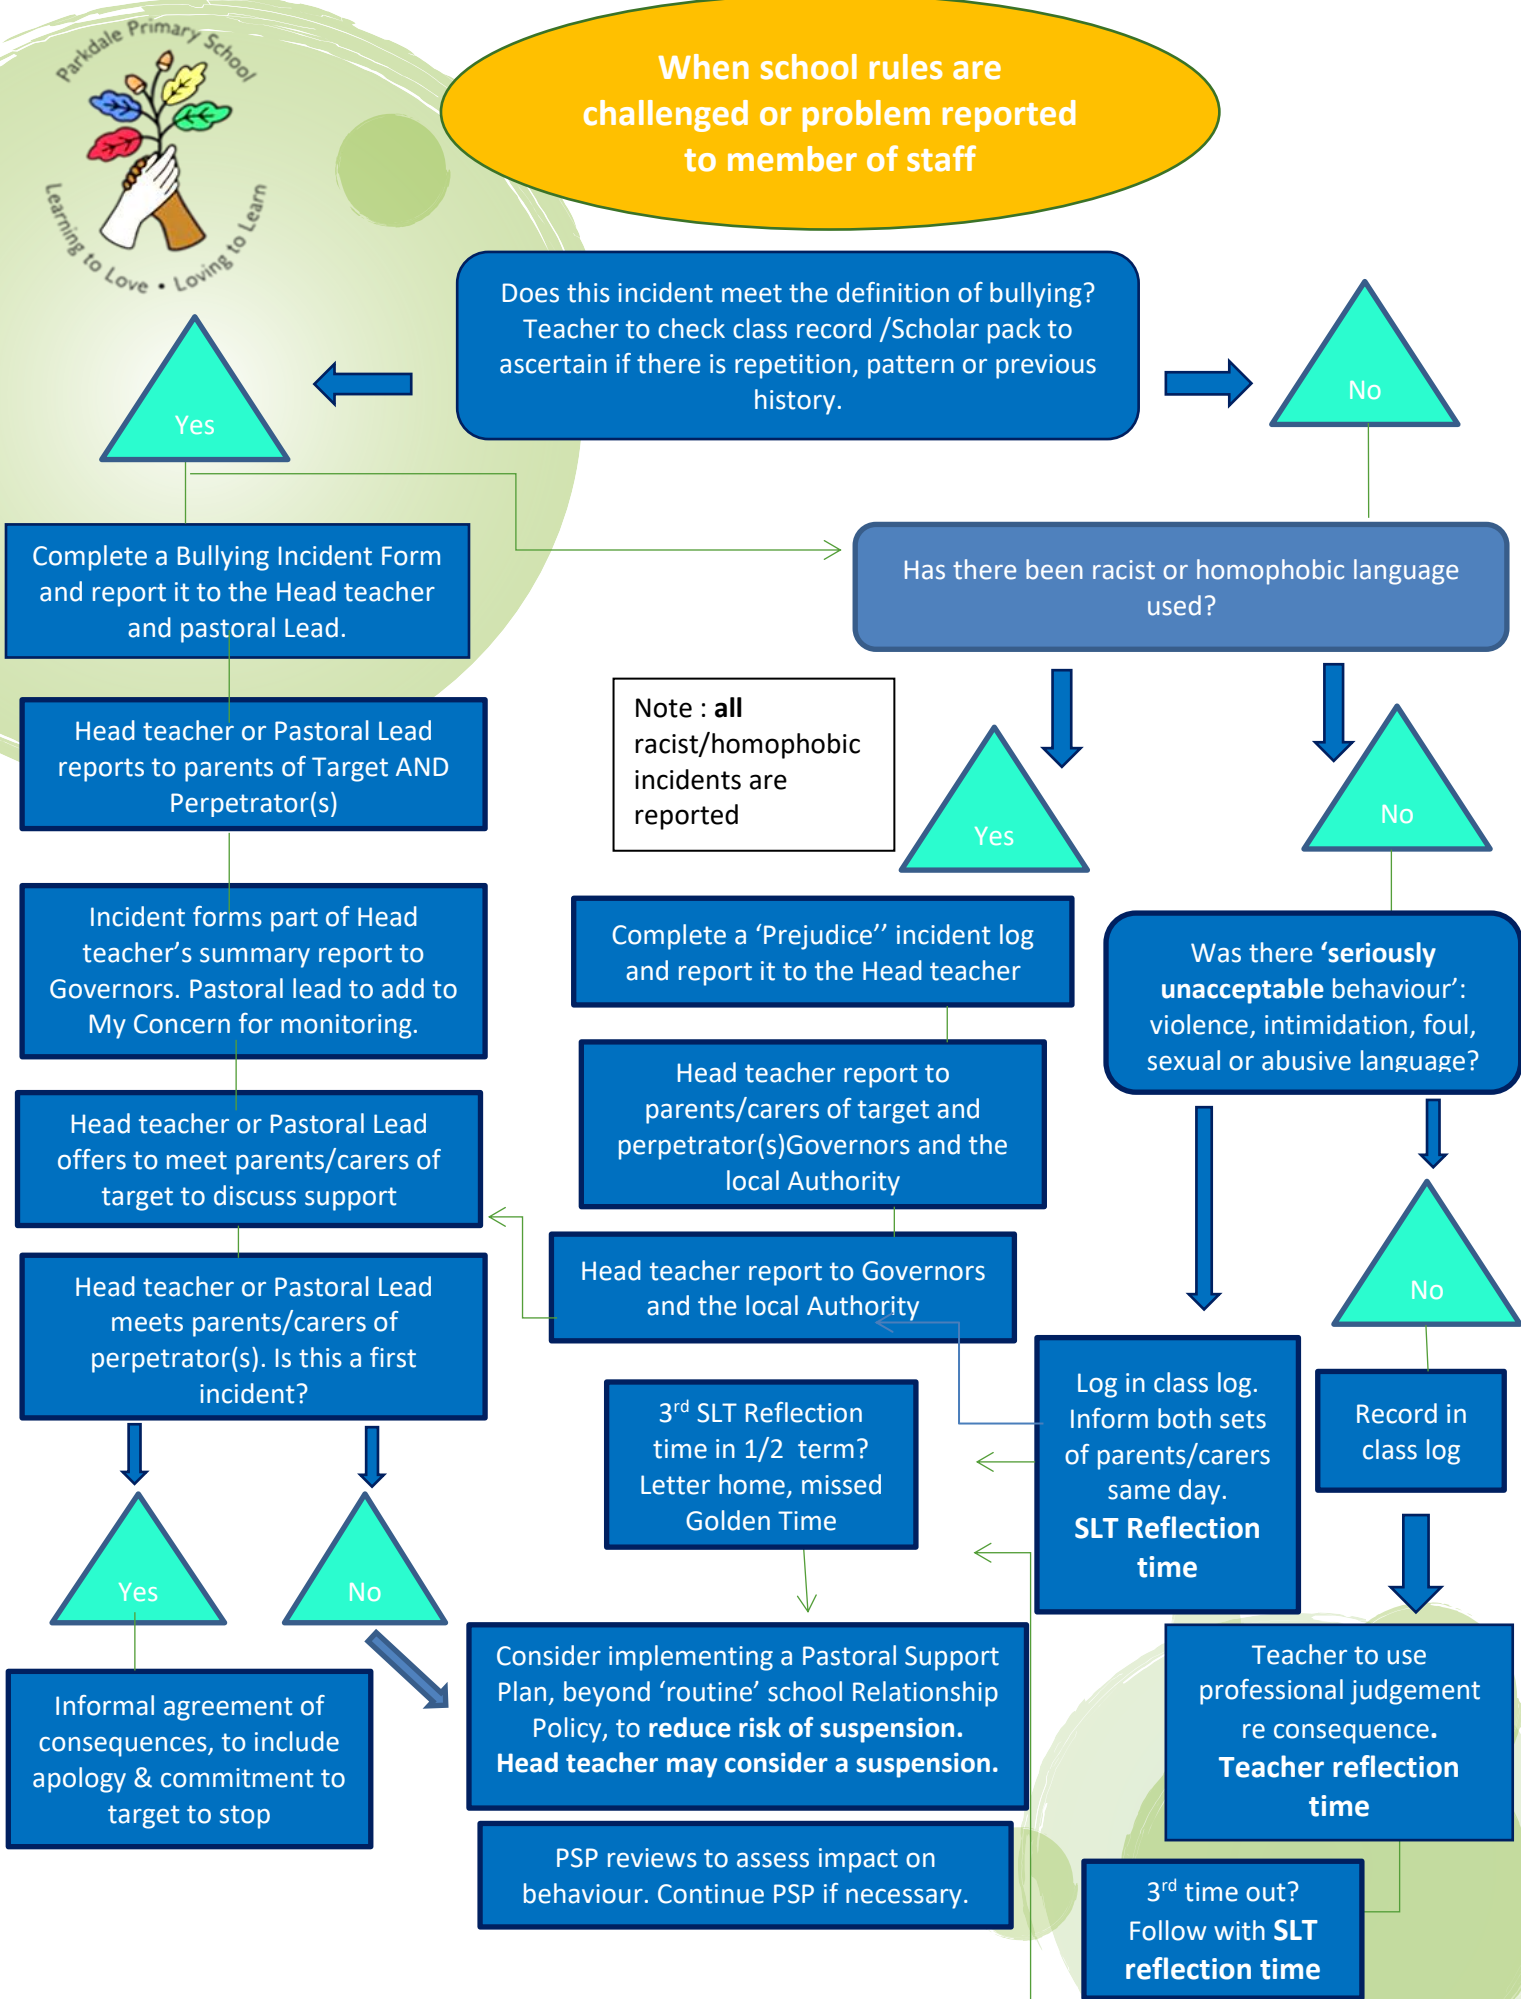 Parkdale Primary School
Learning to Love • Loving to Learn
When school rules are
challenged or problem reported
to member of staff
Does this incident meet the definition of bullying?
Teacher to check class record /Scholar pack to
ascertain if there is repetition, pattern or previous
history.
Yes
No
Complete a Bullying Incident Form
and report it to the Head teacher
and pastoral Lead.
Has there been racist or homophobic language
used?
Head teacher or Pastoral Lead
reports to parents of Target AND
Perpetrator(s)
Note : all
racist/homophobic
incidents are
reported
Yes
No
Incident forms part of Head
teacher's summary report to
Governors. Pastoral lead to add to
My Concern for monitoring.
Complete a ‘Prejudice’’ incident log
and report it to the Head teacher
Was there ‘seriously
unacceptable behaviour’:
violence, intimidation, foul,
sexual or abusive language?
Head teacher or Pastoral Lead
offers to meet parents/carers of
target to discuss support
Head teacher report to
parents/carers of target and
perpetrator(s)Governors and the
local Authority
No
Head teacher or Pastoral Lead
meets parents/carers of
perpetrator(s). Is this a first
incident?
Head teacher report to Governors
and the local Authority
Log in class log.
Inform both sets
of parents/carers
same day.
SLT Reflection
time
Record in
class log
3rd SLT Reflection
time in 1/2 term?
Letter home, missed
Golden Time
Yes
No
Informal agreement of
consequences, to include
apology & commitment to
target to stop
Consider implementing a Pastoral Support
Plan, beyond ‘routine’ school Relationship
Policy, to reduce risk of suspension.
Head teacher may consider a suspension.
Teacher to use
professional judgement
re consequence.
Teacher reflection
time
PSP reviews to assess impact on
behaviour. Continue PSP if necessary.
3rd time out?
Follow with SLT
reflection time